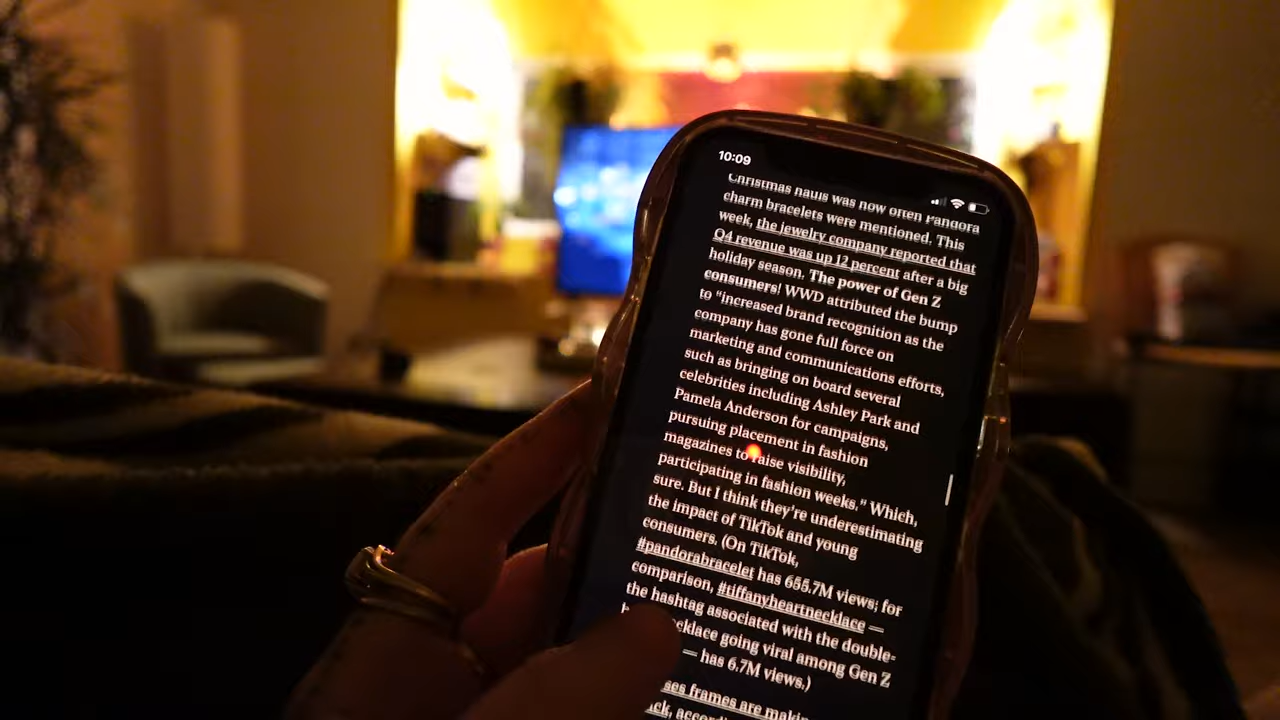 10:09
Christmas hauls was now often Pandora
charm bracelets were mentioned. This
week, the jewelry company reported that
Q4 revenue was up 12 percent after a big
holiday season. The power of Gen Z
consumers! WWD attributed the bump
to “increased brand recognition as the
company has gone full force on
marketing and communications efforts,
such as bringing on board several
celebrities including Ashley Park and
Pamela Anderson for campaigns,
pursuing placement in fashion
magazines to raise visibility,
participating in fashion weeks.” Which,
sure. But I think they’re underestimating
the impact of TikTok and young
consumers. (On TikTok,
#pandorabracelet has 655.7M views; for
comparison, #tiffanyheartnecklace —
the hashtag associated with the double-
necklace going viral among Gen Z
— has 6.7M views.)
frames are